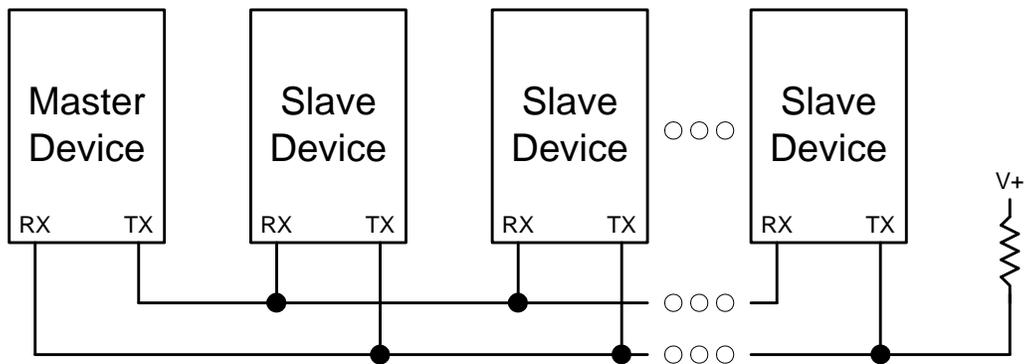 Master
Device
Slave
Device
Slave
Device
Slave
Device
RX TX
RX TX
RX TX
RX TX
V+